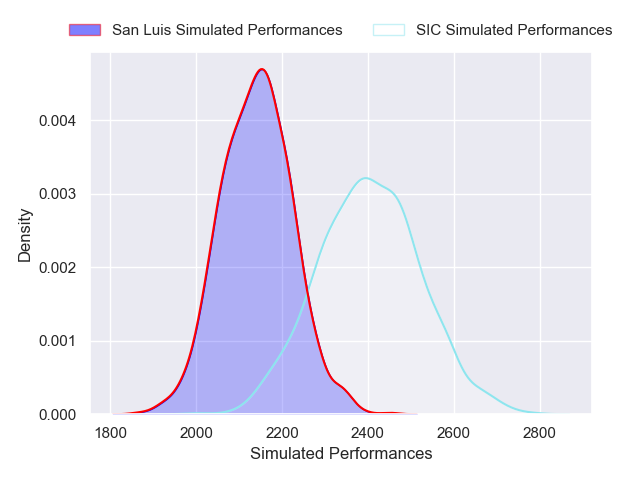 San Luis Simulated Performances SIC Simulated Performances
0.004
0.003
0.002
0.001
0.000
Density
1800 2000 2200 2400 2600 2800
Simulated Performances